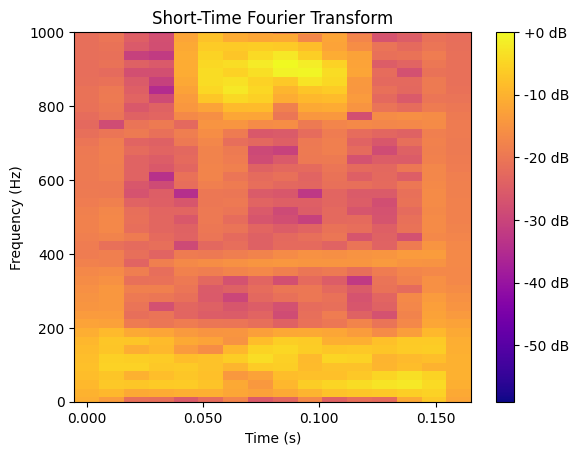 Short-Time Fourier Transform
1000
800
600
400
200
0
Frequency (Hz)
0.000
0.050
0.100
0.150
Time (s)
+0 dB
-10 dB
-20 dB
-30 dB
-40 dB
-50 dB